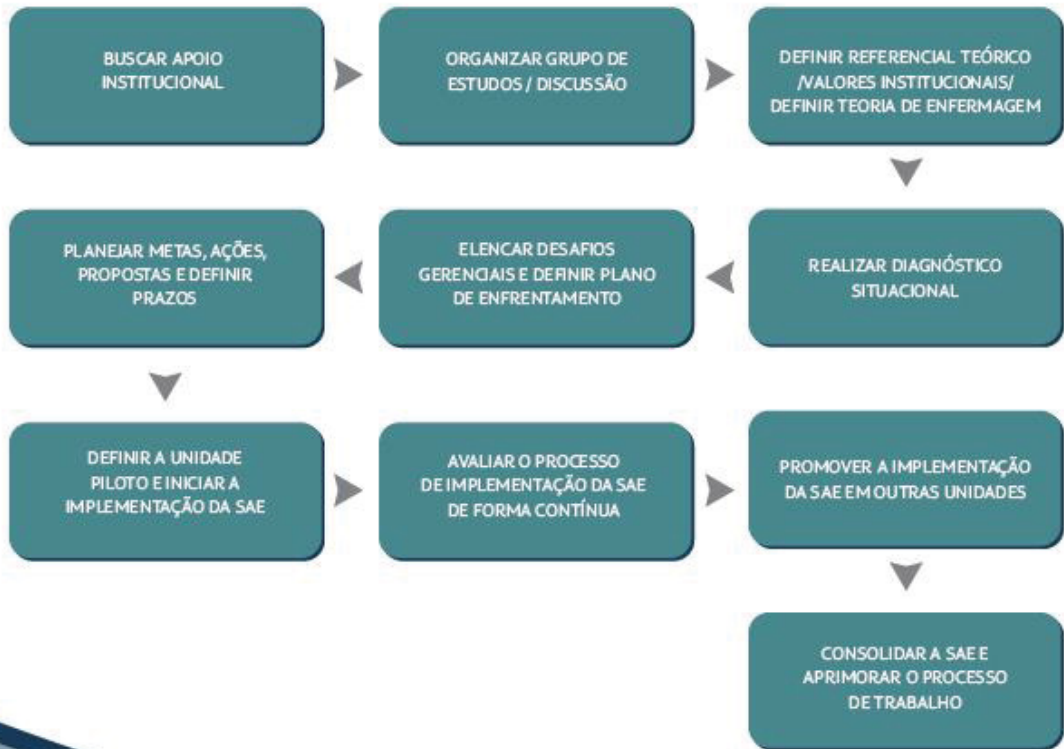 BUSCAR APOIO
INSTITUCIONAL
ORGANIZAR GRUPO DE
ESTUDOS / DISCUSSÃO
DEFINIR REFERENCIAL TEÓRICO
/VALORES INSTITUCIONAIS/
DEFINIR TEORIA DE ENFERMAGEM
REALIZAR DIAGNÓSTICO
SITUACIONAL
ELENCAR DESAFIOS
GERENCIAIS E DEFINIR PLANO
DE ENFRENTAMENTO
PLANEJAR METAS, AÇÕES,
PROPOSTAS E DEFINIR
PRAZOS
DEFINIR A UNIDADE
PILOTO E INICIAR A
IMPLEMENTAÇÃO DA SAE
AVALIAR O PROCESSO
DE IMPLEMENTAÇÃO DA SAE
DE FORMA CONTÍNUA
PROMOVER A IMPLEMENTAÇÃO
DA SAE EM OUTRAS UNIDADES
CONSOLIDAR A SAE E
APRIMORAR O PROCESSO
DE TRABALHO